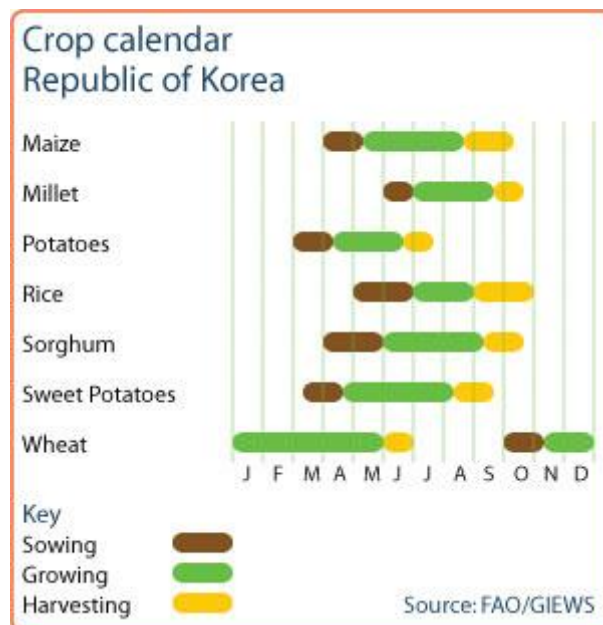 Crop calendar
Republic of Korea
Maize
Millet
Potatoes
Rice
Sorghum
Sweet Potatoes
Wheat
J F M A M J J A S O N D
Key
Sowing
Growing
Harvesting
Source: FAO/GIEWS